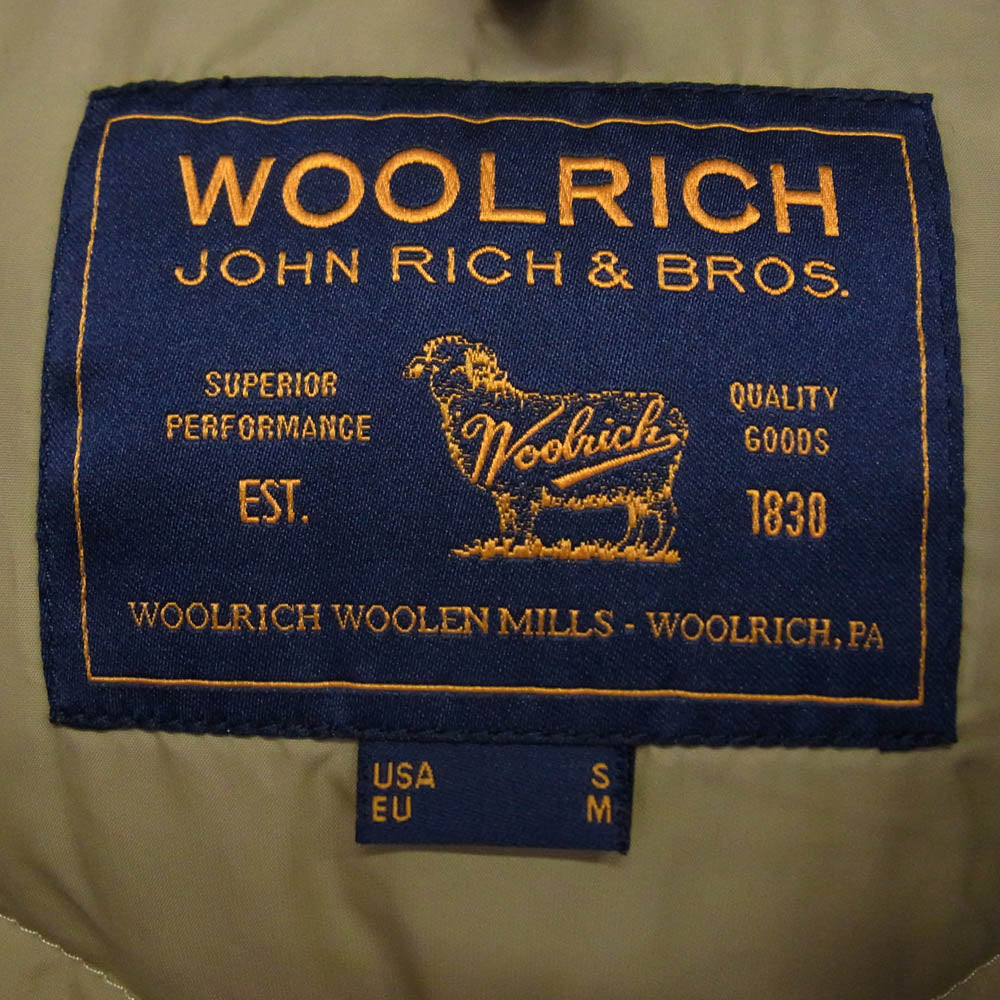 WOOLRICH
JOHN RICH & BROS.
SUPERIOR
PERFORMANCE
EST.
Woolrich
QUALITY
GOODS
1830
WOOLRICH WOOLEN MILLS - WOOLRICH, PA
USA S
EU M